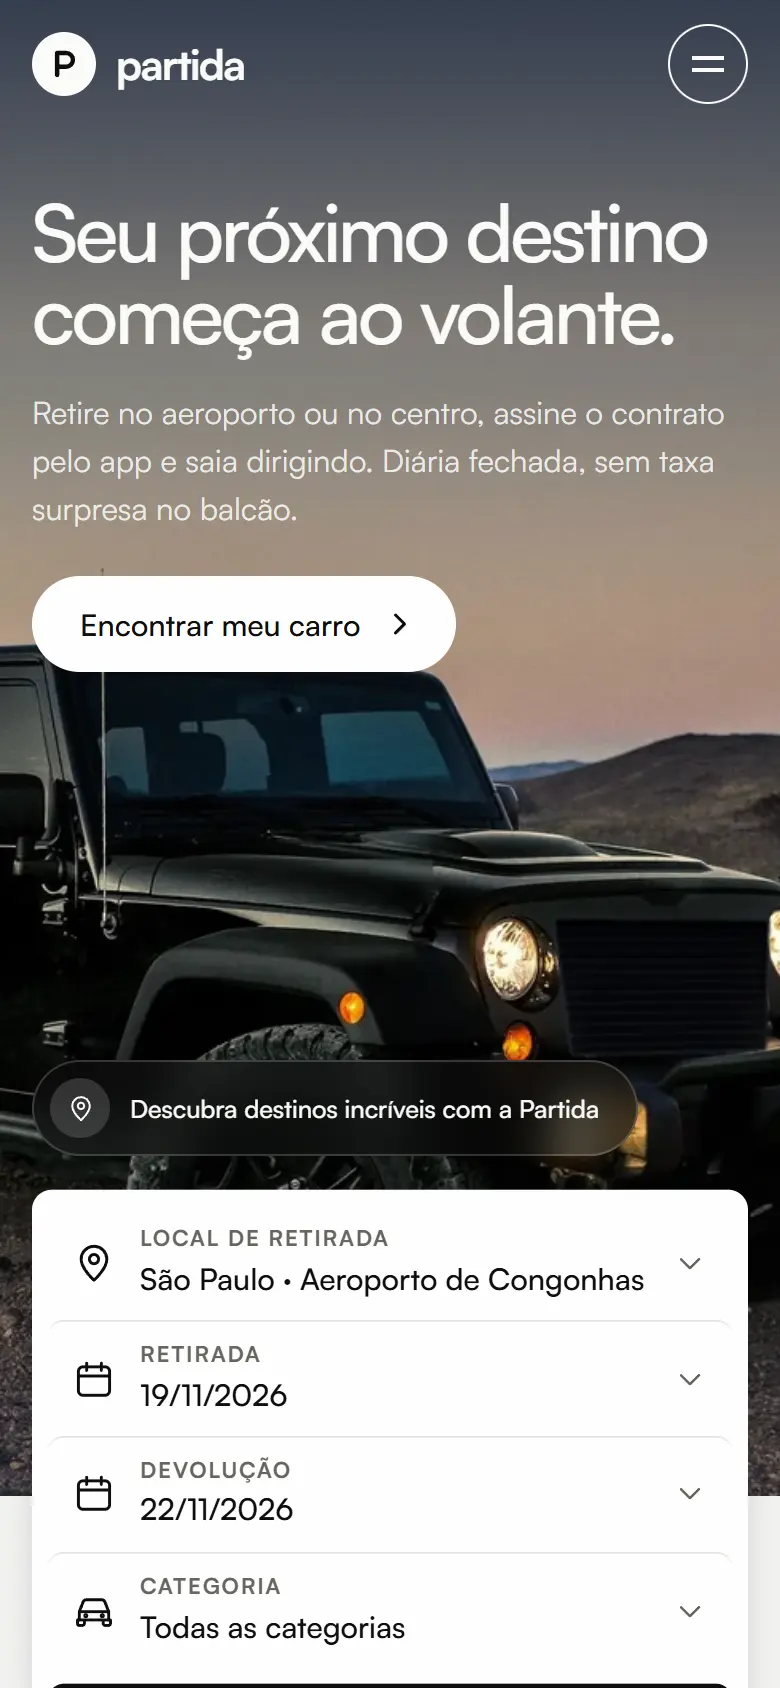 P partida
Seu próximo destino
começa ao volante.
Retire no aeroporto ou no centro, assine o contrato
pelo app e saia dirigindo. Diária fechada, sem taxa
surpresa no balcão.
Encontrar meu carro
Descubra destinos incríveis com a Partida
LOCAL DE RETIRADA
São Paulo · Aeroporto de Congonhas
RETIRADA
19/11/2026
DEVOLUÇÃO
22/11/2026
CATEGORIA
Todas as categorias